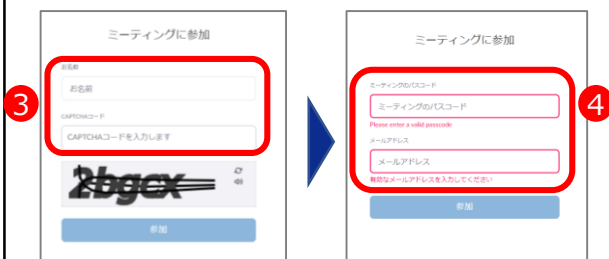 ミーティングに参加
お名前
お名前
CAPTCHAコード
CAPTCHAコードを入力します
2bgcx
参加
3
ミーティングに参加
ミーティングのパスコード
ミーティングのパスコード
Please enter a valid passcode
メールアドレス
メールアドレス
有効なメールアドレスを入力してください
参加
4